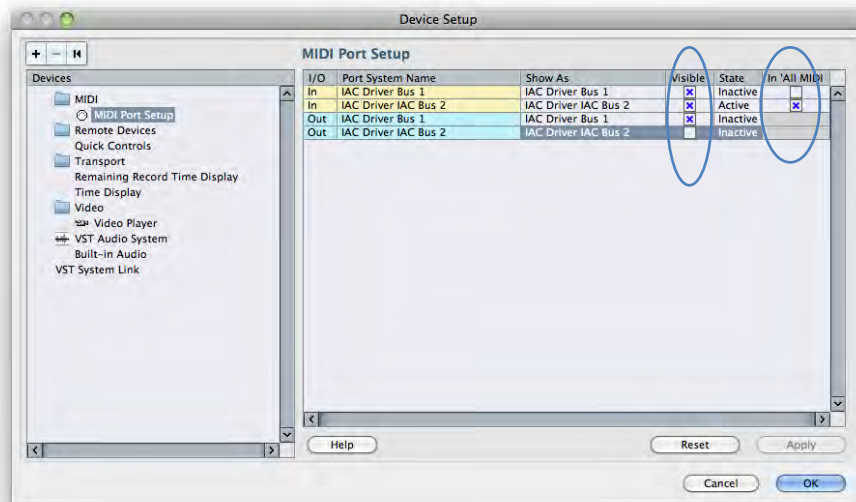 Device Setup
+ −
MIDI Port Setup
Devices
MIDI
MIDI Port Setup
Remote Devices
Quick Controls
Transport
Remaining Record Time Display
Time Display
Video
Video Player
VST Audio System
Built-in Audio
VST System Link
I/O Port System Name Show As Visible State In 'All MIDI
In IAC Driver Bus 1 IAC Driver Bus 1 Inactive
In IAC Driver IAC Bus 2 IAC Driver IAC Bus 2 Active
Out IAC Driver Bus 1 IAC Driver Bus 1 Inactive
Out IAC Driver IAC Bus 2 IAC Driver IAC Bus 2 Inactive
Help Reset Apply
Cancel OK